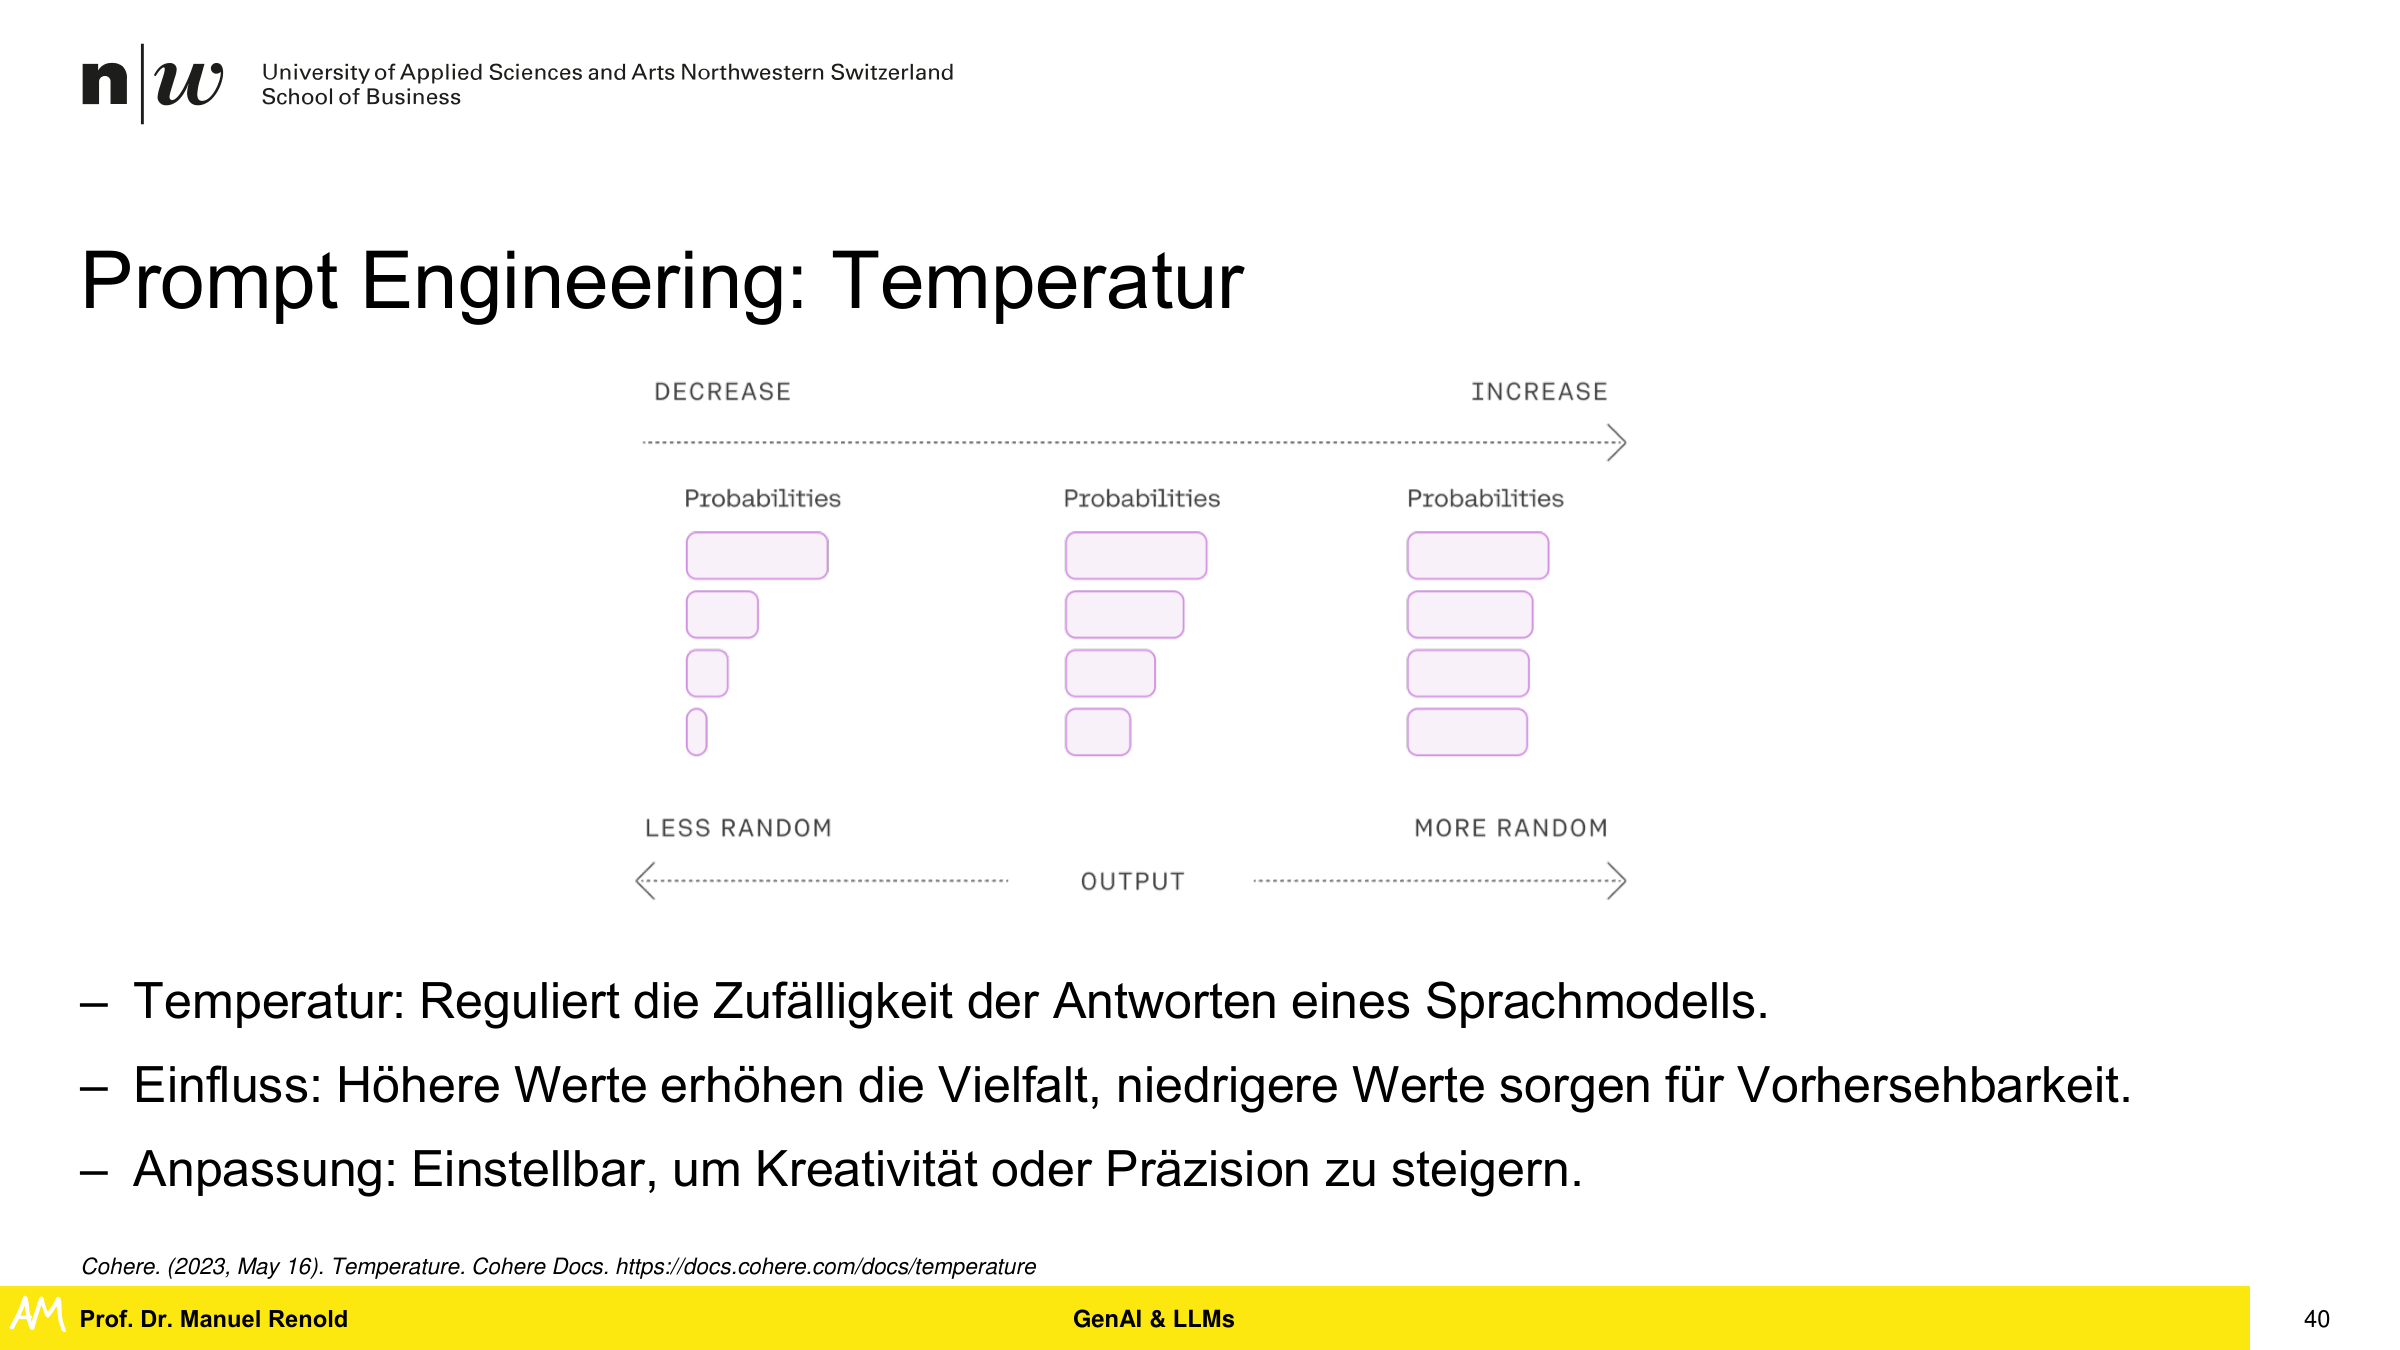 n|w
University of Applied Sciences and Arts Northwestern Switzerland
School of Business
Prompt Engineering: Temperatur
DECREASE INCREASE
Probabilities Probabilities Probabilities
LESS RANDOM MORE RANDOM
OUTPUT
– Temperatur: Reguliert die Zufälligkeit der Antworten eines Sprachmodells.
– Einfluss: Höhere Werte erhöhen die Vielfalt, niedrigere Werte sorgen für Vorhersehbarkeit.
– Anpassung: Einstellbar, um Kreativität oder Präzision zu steigern.
Cohere. (2023, May 16). Temperature. Cohere Docs. https://docs.cohere.com/docs/temperature
AM Prof. Dr. Manuel Renold GenAI & LLMs 40